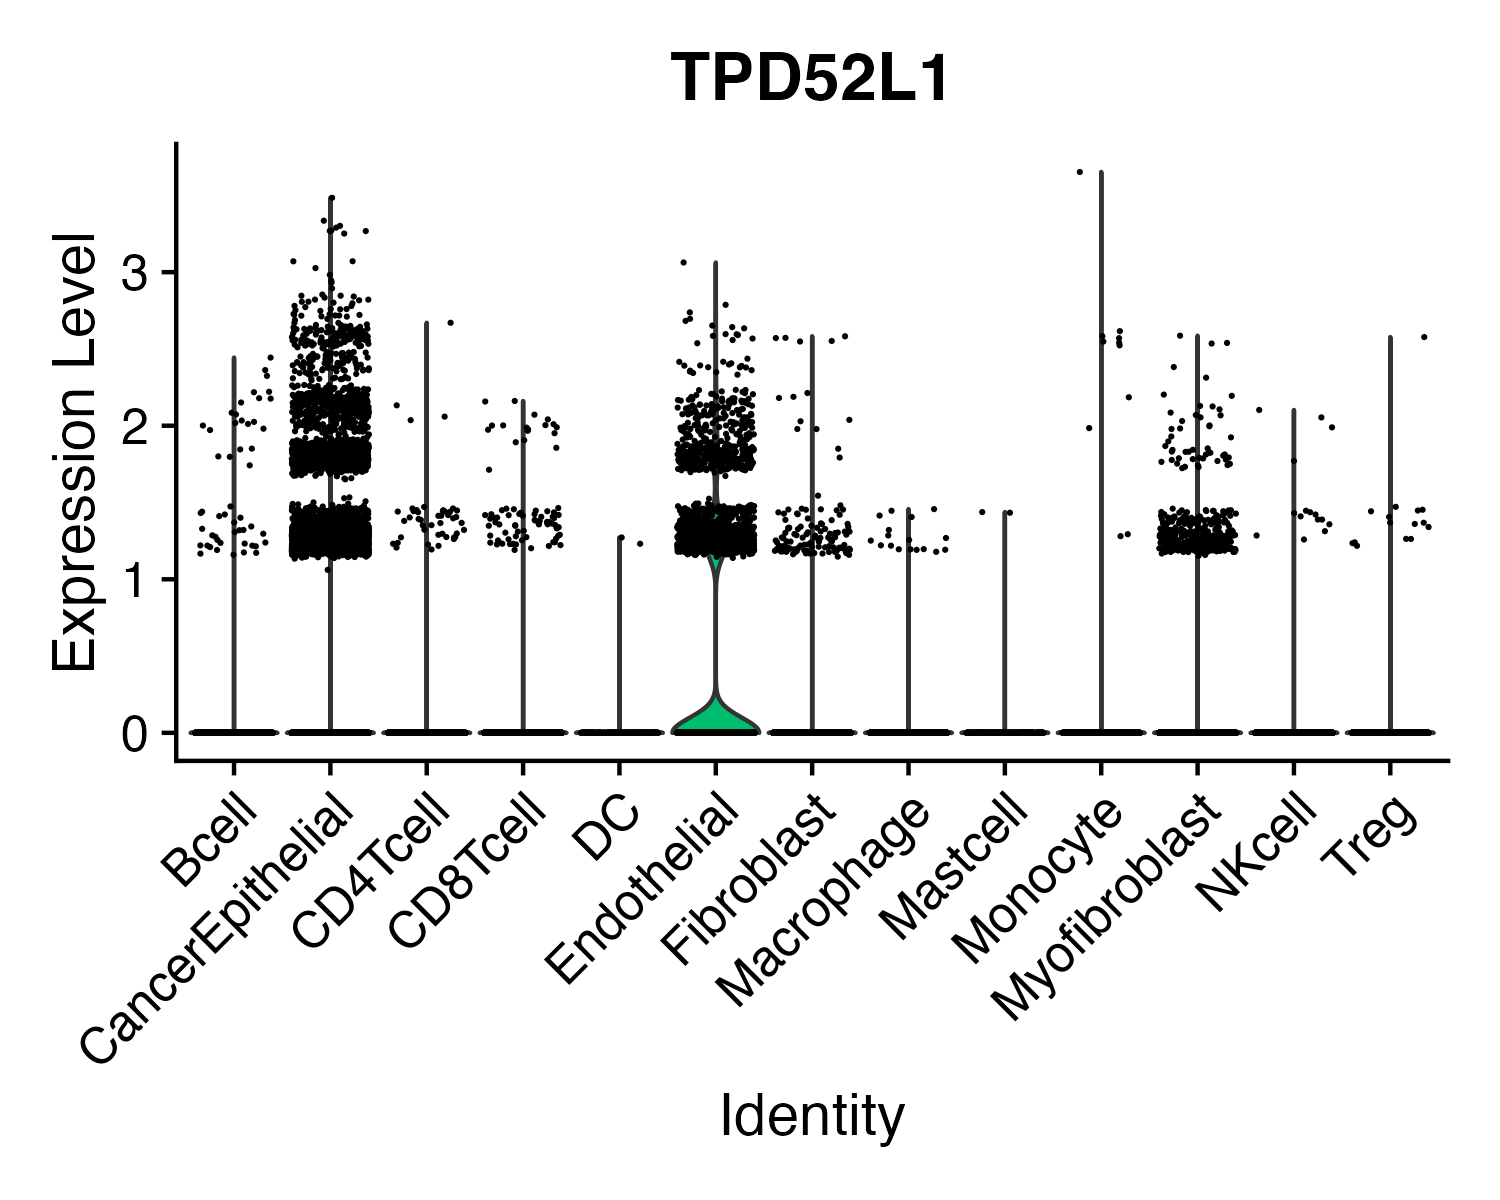 TPD52L1
Expression Level
3
2
1
0
Bcell
CancerEpithelial
CD4Tcell
CD8Tcell
DC
Endothelial
Fibroblast
Macrophage
Mastcell
Monocyte
Myofibroblast
NKcell
Treg
Identity